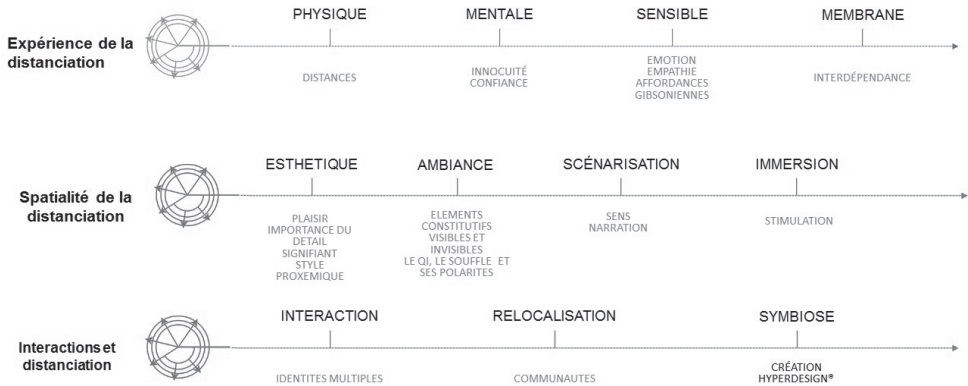 Expérience de la
distanciation
PHYSIQUE
MENTALE
SENSIBLE
MEMBRANE
DISTANCES
INNOCUITÉ
CONFIANCE
EMOTION
EMPATHIE
AFFORDANCES
GIBSONIENNES
INTERDÉPENDANCE
Spatialité de la
distanciation
ESTHETIQUE
AMBIANCE
SCÉNARISATION
IMMERSION
PLAISIR
IMPORTANCE DU
DETAIL
SIGNIFIANT
STYLE
PROXEMIQUE
ELEMENTS
CONSTITUTIFS
VISIBLES ET
INVISIBLES
LE QI, LE SOUFFLE ET
SES POLARITES
SENS
NARRATION
STIMULATION
Interactions et
distanciation
INTERACTION
RELOCALISATION
SYMBIOSE
IDENTITES MULTIPLES
COMMUNAUTES
CRÉATION
HYPERDESIGN®